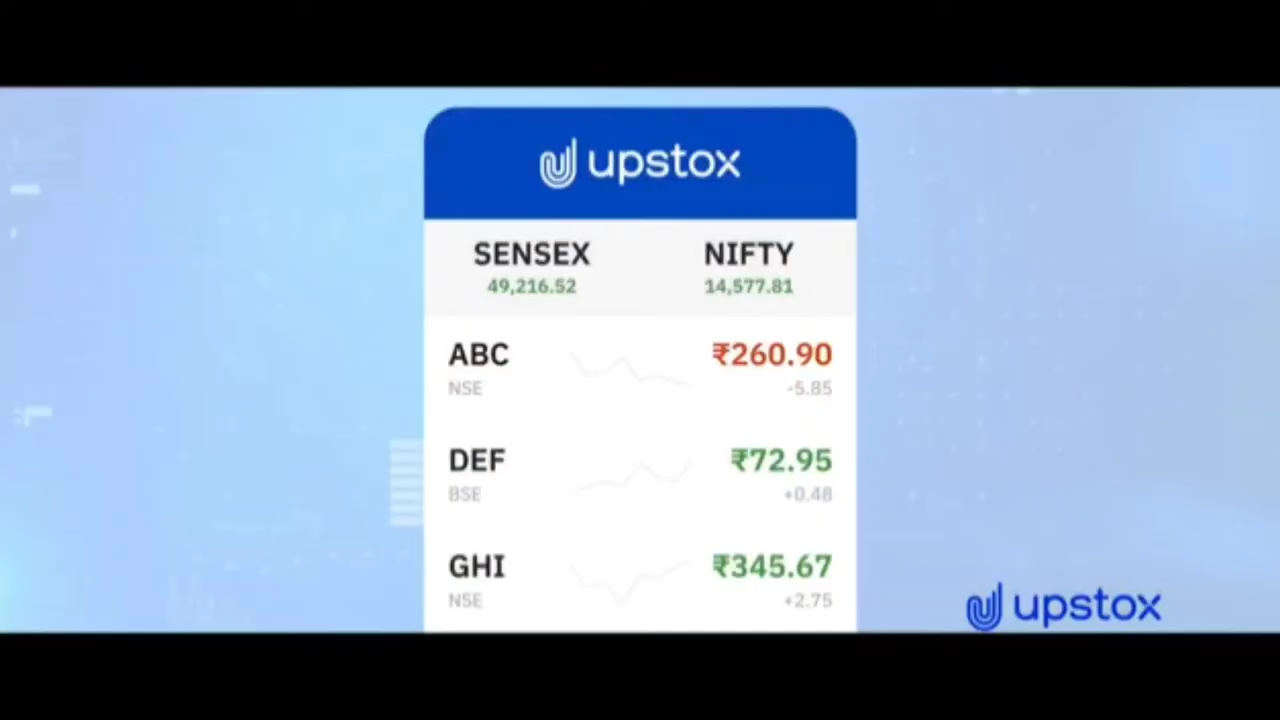 upstox
SENSEX NIFTY
49,216.52 14,577.81
ABC ₹260.90
NSE -5.85
DEF ₹72.95
BSE +0.48
GHI ₹345.67
NSE +2.75
upstox